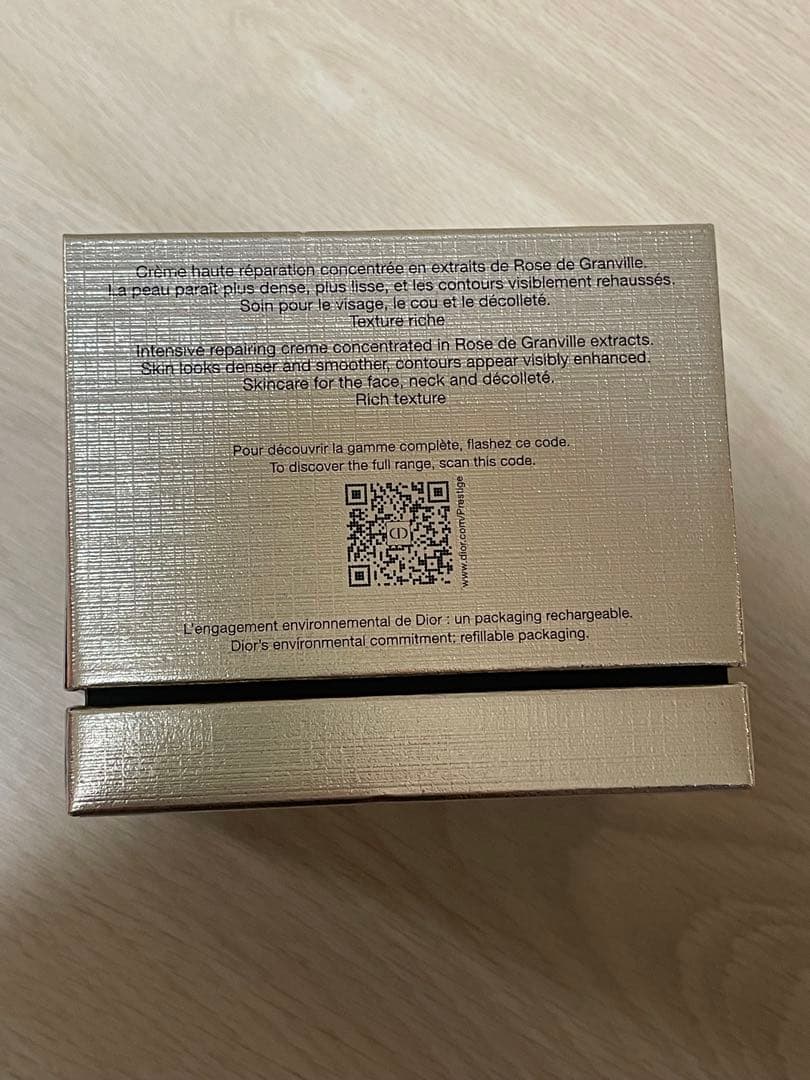 Crème haute réparation concentrée en extraits de Rose de Granville.
La peau paraît plus dense, plus lisse, et les contours visiblement rehaussés.
Soin pour le visage, le cou et le décolleté.
Texture riche
Intensive repairing creme concentrated in Rose de Granville extracts.
Skin looks denser and smoother, contours appear visibly enhanced.
Skincare for the face, neck and décolleté.
Rich texture
Pour découvrir la gamme complète, flashez ce code.
To discover the full range, scan this code.
CD
www.dior.com/Prestige
L'engagement environnemental de Dior : un packaging rechargeable.
Dior's environmental commitment: refillable packaging.